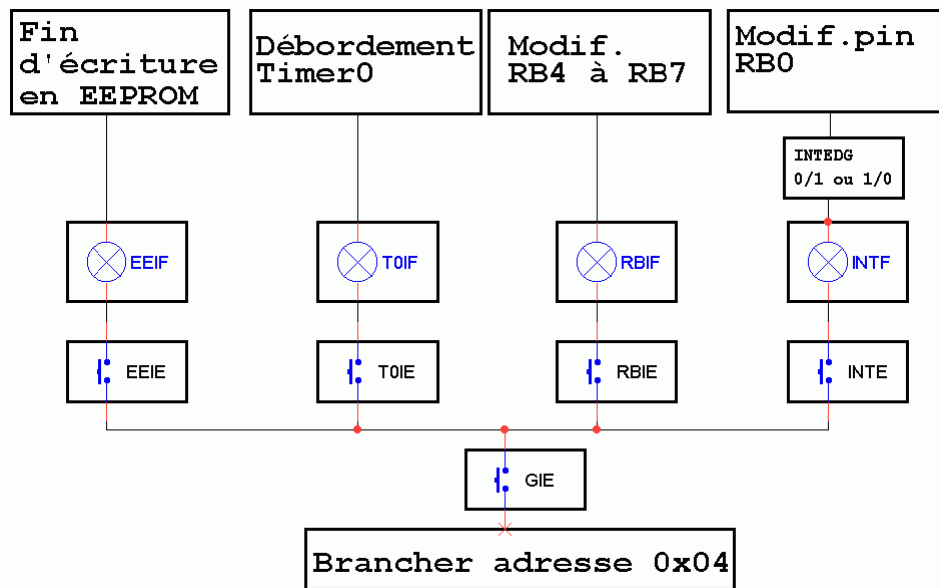 Fin
d'écriture
en EEPROM
Débordement
Timer0
Modif.
RB4 à RB7
Modif.pin
RB0
INTEDG
0/1 ou 1/0
EEIF
T0IF
RBIF
INTF
EEIE
T0IE
RBIE
INTE
GIE
Brancher adresse 0x04